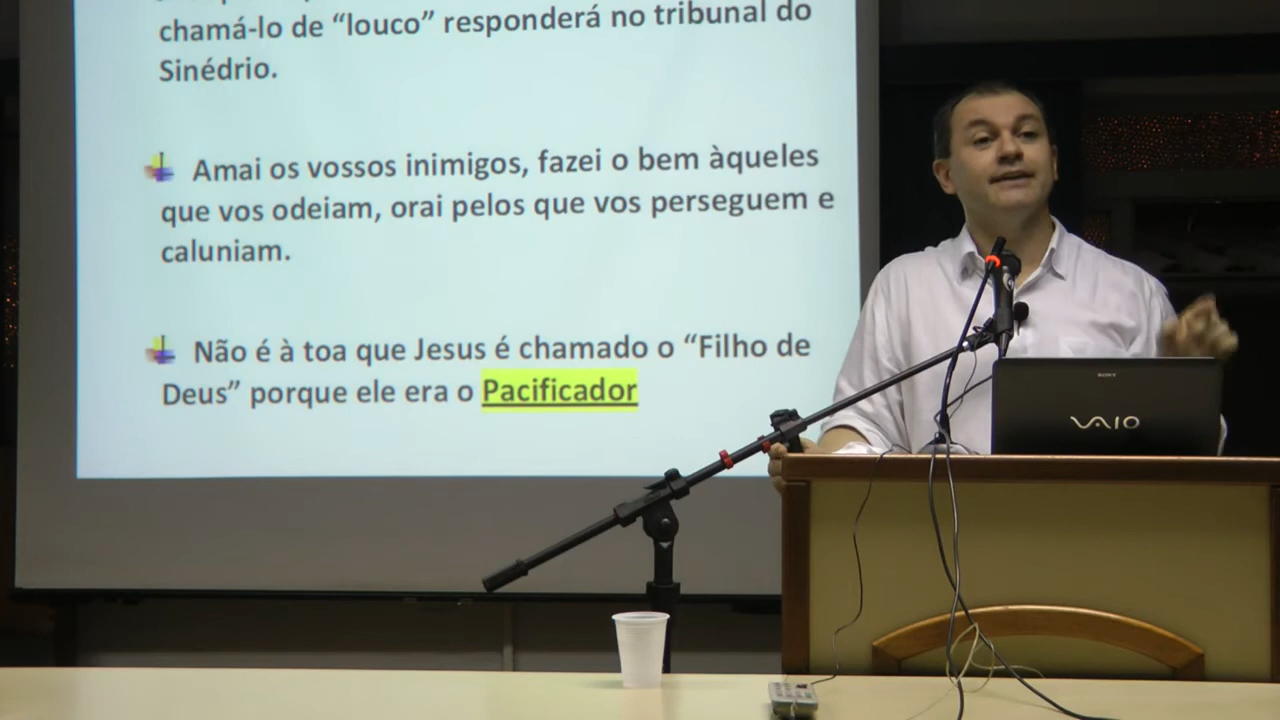 chamá-lo de “louco” responderá no tribunal do
Sinédrio.
Amai os vossos inimigos, fazei o bem àqueles
que vos odeiam, orai pelos que vos perseguem e
caluniam.
Não é à toa que Jesus é chamado o “Filho de
Deus” porque ele era o Pacificador
SONY
VAIO